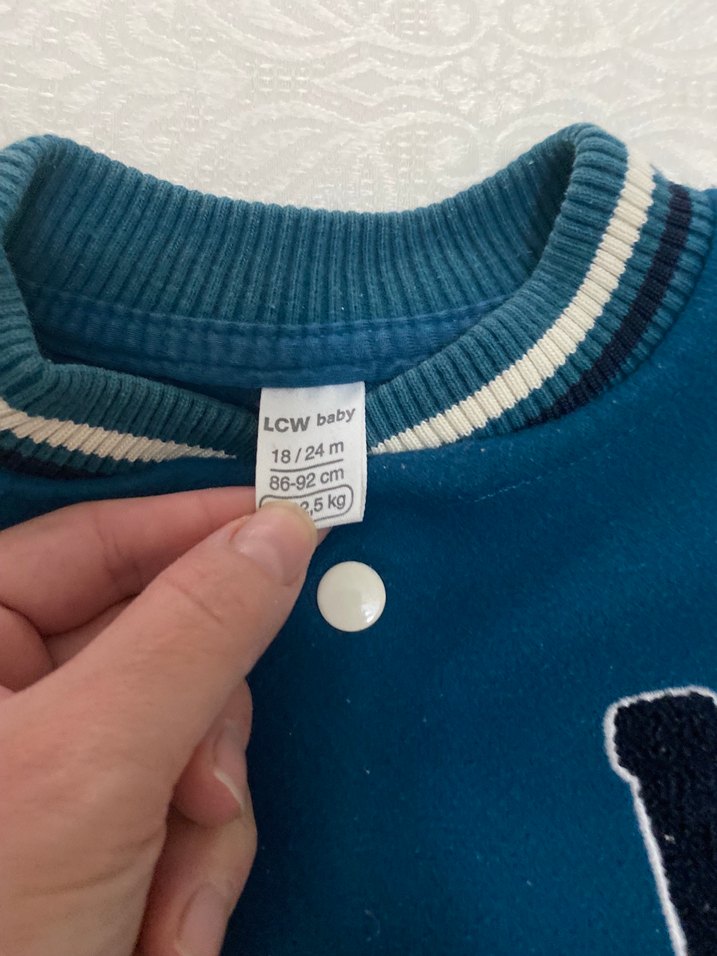 LCW baby
18 / 24 m
86-92 cm
2,5 kg